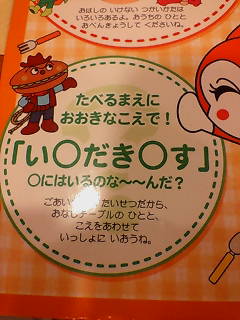 おはしの いけない つかいかたは
いろいろあるよ。おうちの ひとと
おべんきょうして くださいね。
たべるまえに
おおきなこえで!
「い〇だき〇す」
〇にはいるのな〜〜んだ?
ごあい たいせつだから、
おなじテーブルの ひとと、
こえをあわせて
いっしょに いおうね。